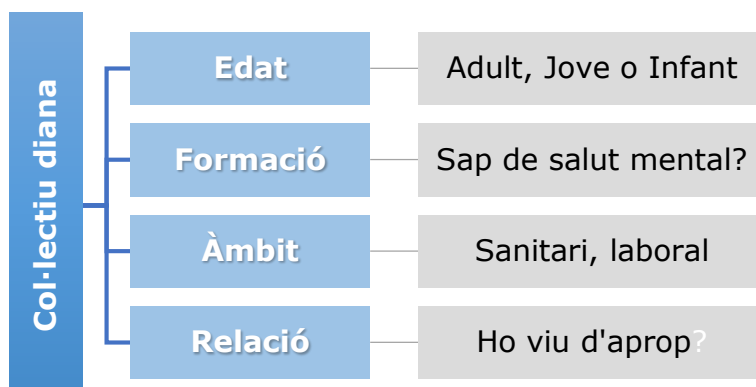 Col·lectiu diana
Edat
Adult, Jove o Infant
Formació
Sap de salut mental?
Àmbit
Sanitari, laboral
Relació
Ho viu d'aprop?